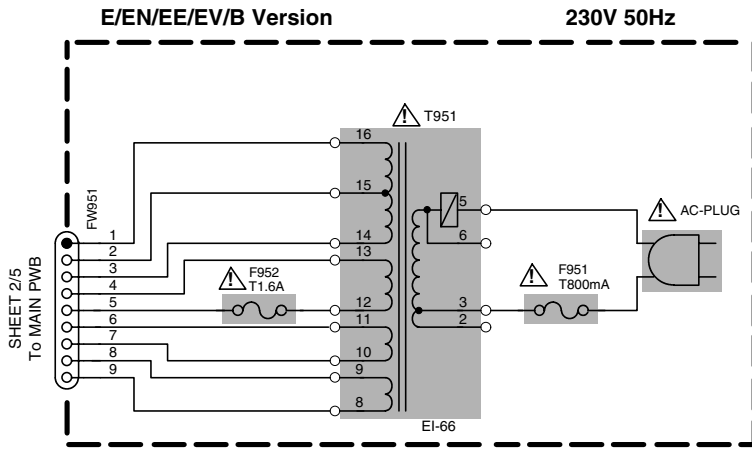 E/EN/EE/EV/B Version
230V 50Hz
! T951
16
15
14
13
12
11
10
9
8
5
6
3
2
EI-66
FW951
1
2
3
4
5
6
7
8
9
SHEET 2/5
To MAIN PWB
! F952
T1.6A
! F951
T800mA
! AC-PLUG